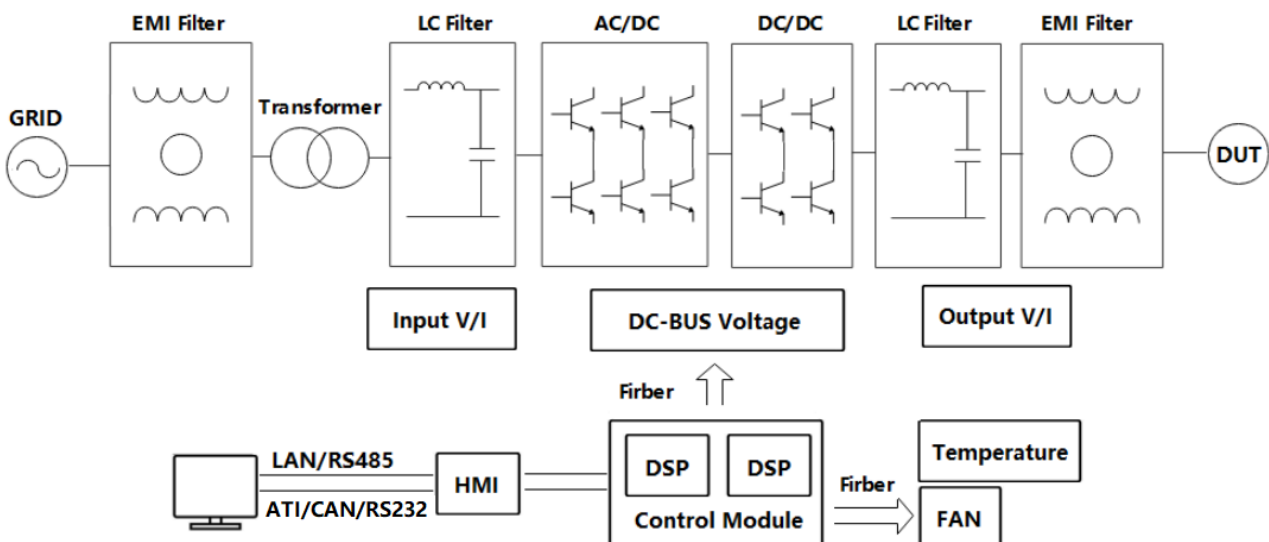 EMI Filter
LC Filter
AC/DC
DC/DC
LC Filter
EMI Filter
GRID
Transformer
DUT
Input V/I
DC-BUS Voltage
Output V/I
Firber
LAN/RS485
ATI/CAN/RS232
HMI
DSP
DSP
Control Module
Firber
Temperature
FAN